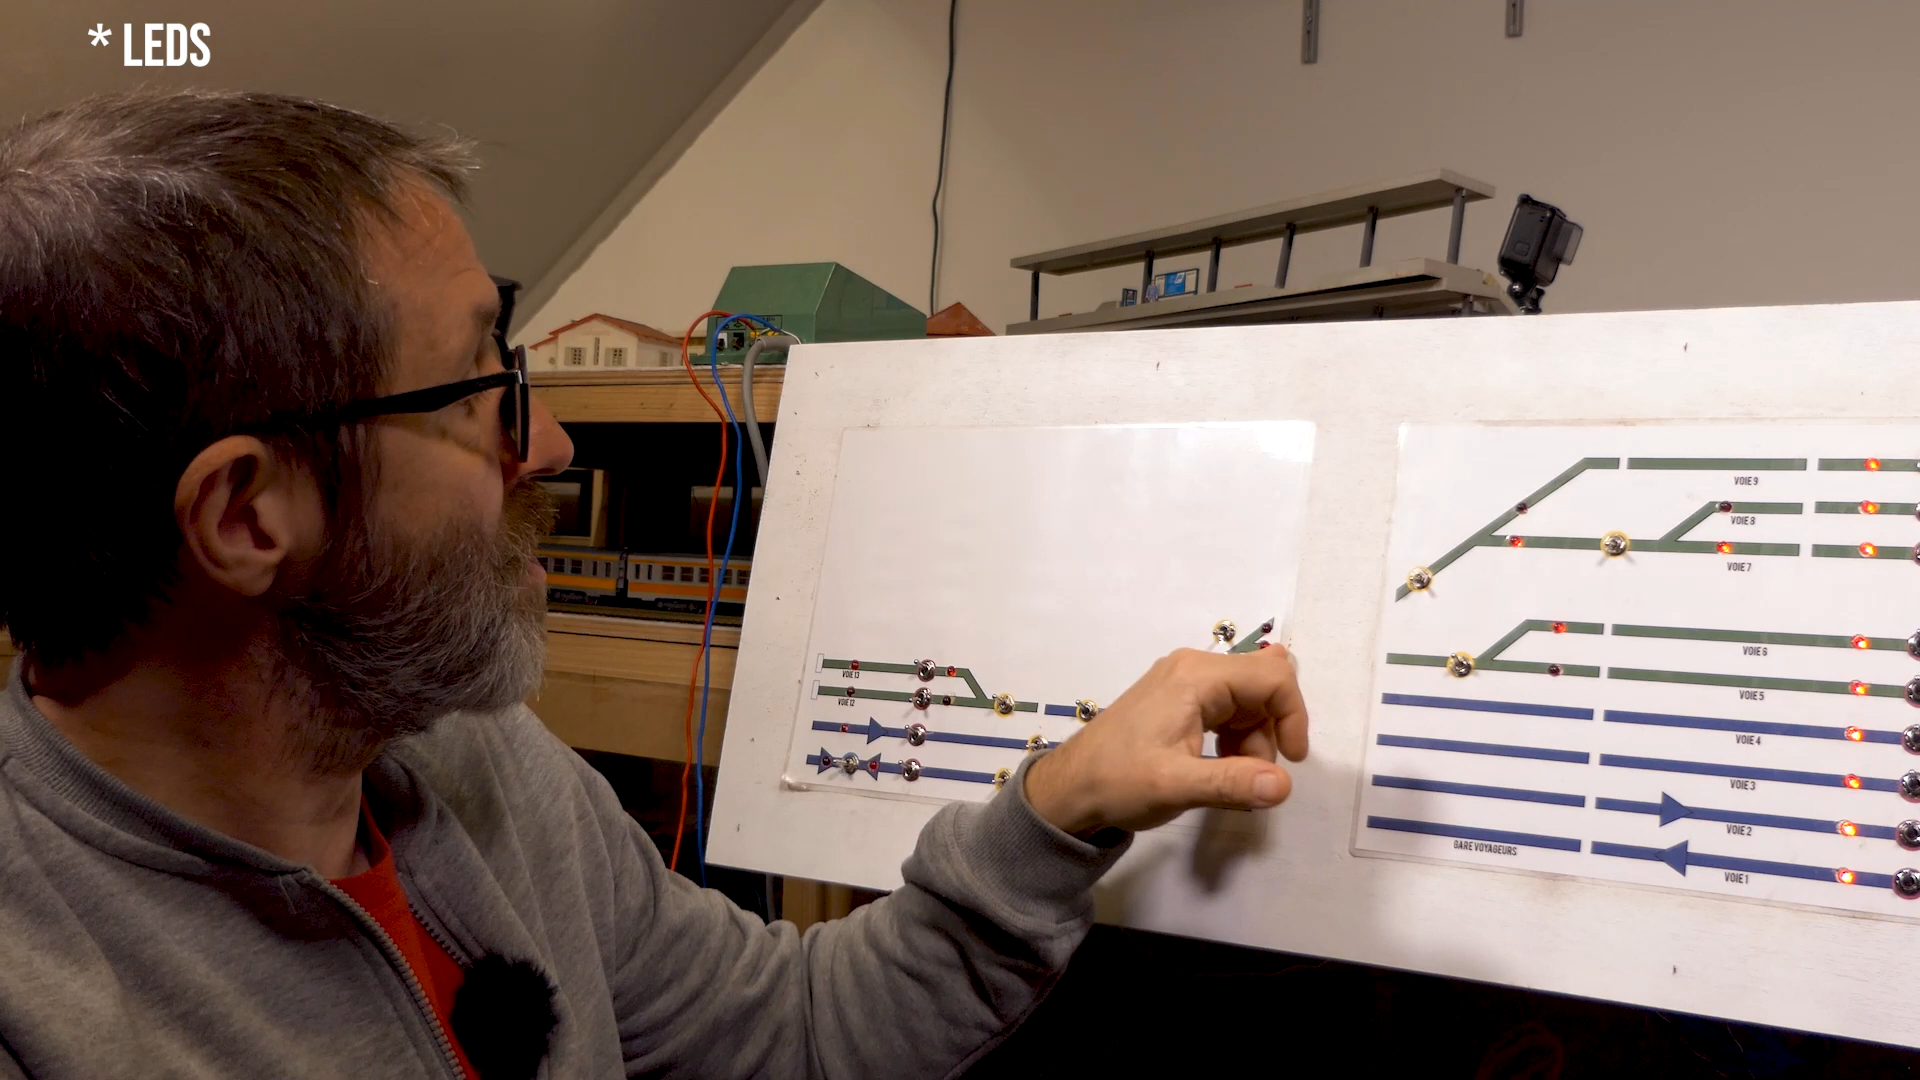 * LEDS
VOIE 13
VOIE 12
VOIE 9
VOIE 8
VOIE 7
VOIE 6
VOIE 5
VOIE 4
VOIE 3
VOIE 2
GARE VOYAGEURS
VOIE 1